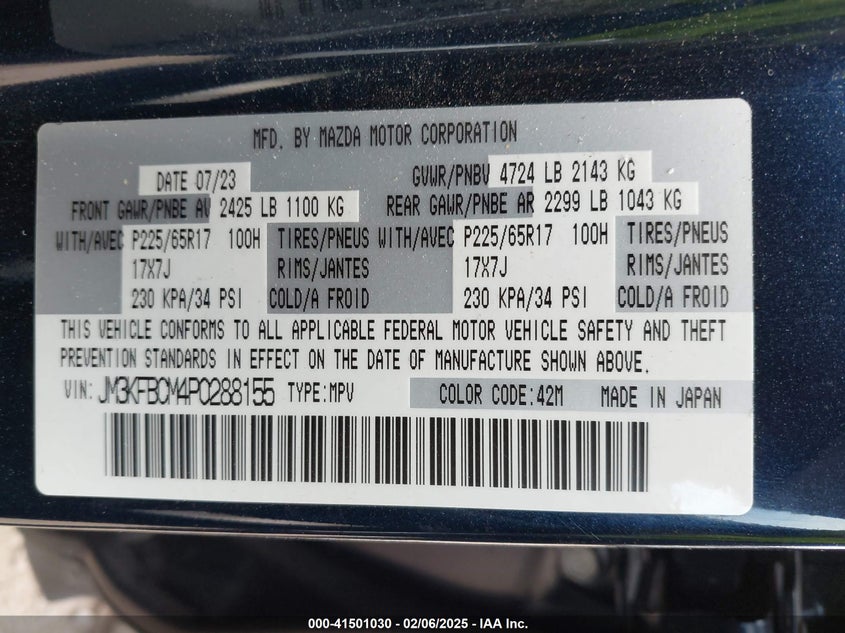 MFD. BY MAZDA MOTOR CORPORATION
DATE 07/23 GVWR/PNBV 4724 LB 2143 KG
FRONT GAWR/PNBE AV 2425 LB 1100 KG REAR GAWR/PNBE AR 2299 LB 1043 KG
WITH/AVEC P225/65R17 100H TIRES/PNEUS WITH/AVEC P225/65R17 100H TIRES/PNEUS
17X7J RIMS/JANTES 17X7J RIMS/JANTES
230 KPA/34 PSI COLD/A FROID 230 KPA/34 PSI COLD/A FROID
THIS VEHICLE CONFORMS TO ALL APPLICABLE FEDERAL MOTOR VEHICLE SAFETY AND THEFT
PREVENTION STANDARDS IN EFFECT ON THE DATE OF MANUFACTURE SHOWN ABOVE.
VIN: JM3KFBCM4P0288155 TYPE:MPV COLOR CODE:42M MADE IN JAPAN
000-41501030 - 02/06/2025 - IAA Inc.